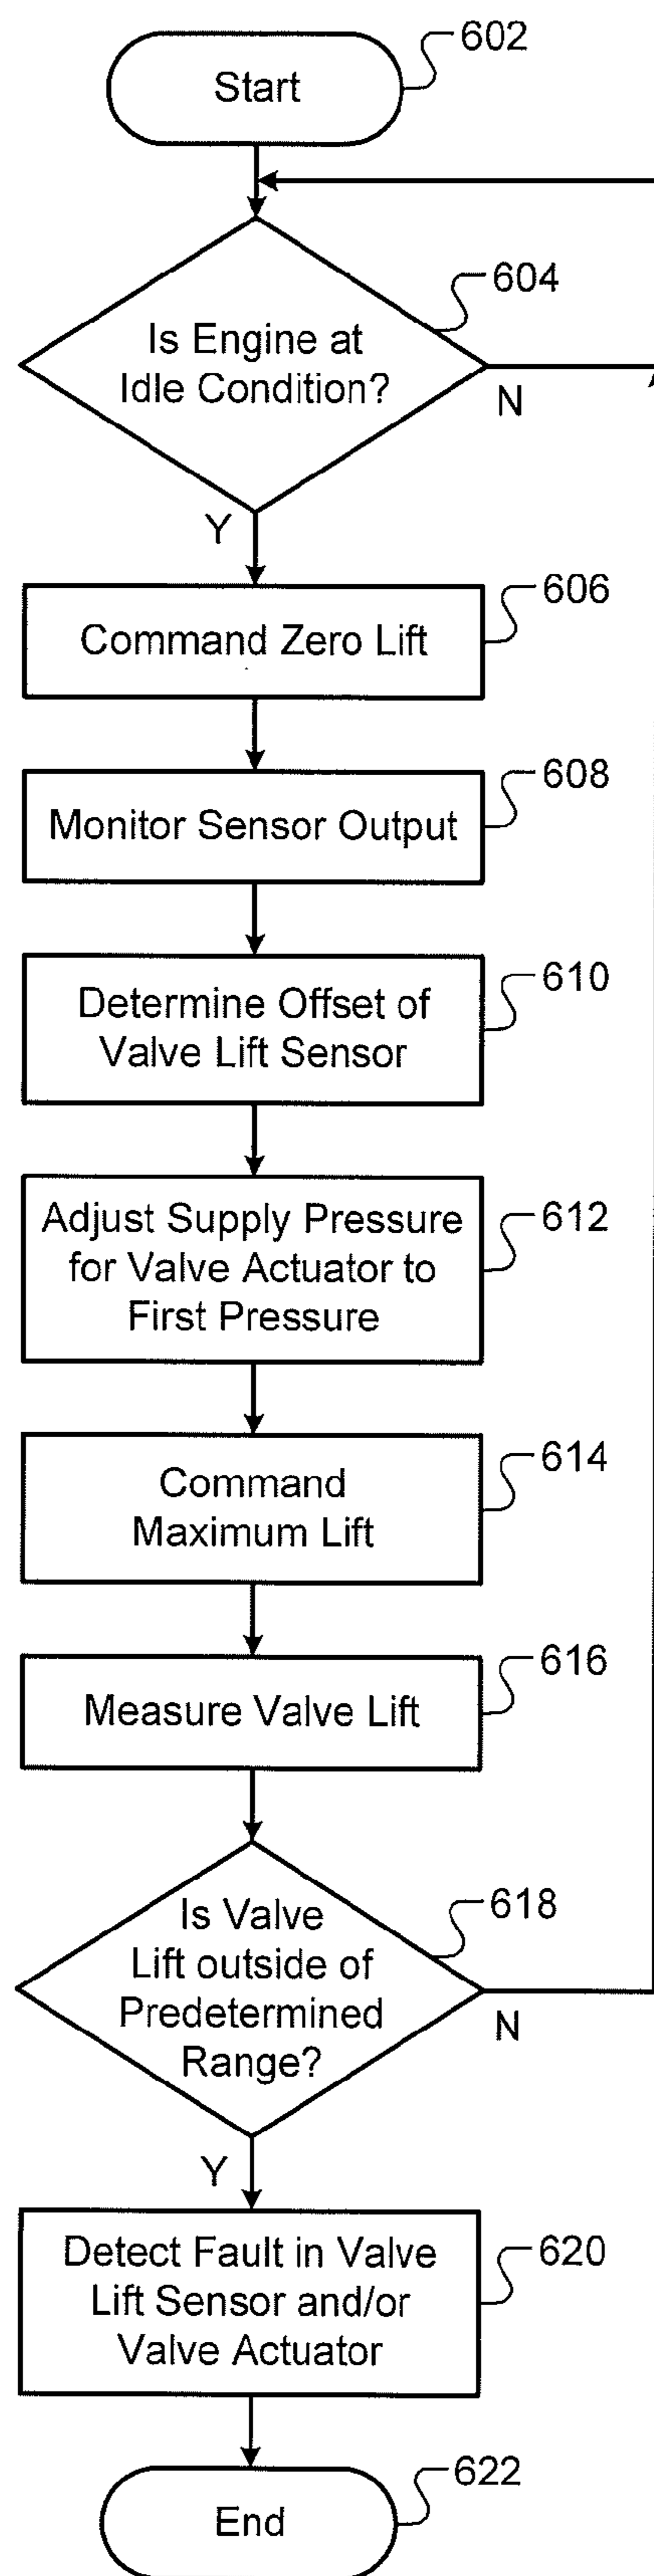 Start
602
Is Engine at
Idle Condition?
604
N
Y
Command Zero Lift
606
Monitor Sensor Output
608
Determine Offset of
Valve Lift Sensor
610
Adjust Supply Pressure
for Valve Actuator to
First Pressure
612
Command
Maximum Lift
614
Measure Valve Lift
616
Is Valve
Lift outside of
Predetermined
Range?
618
N
Y
Detect Fault in Valve
Lift Sensor and/or
Valve Actuator
620
End
622